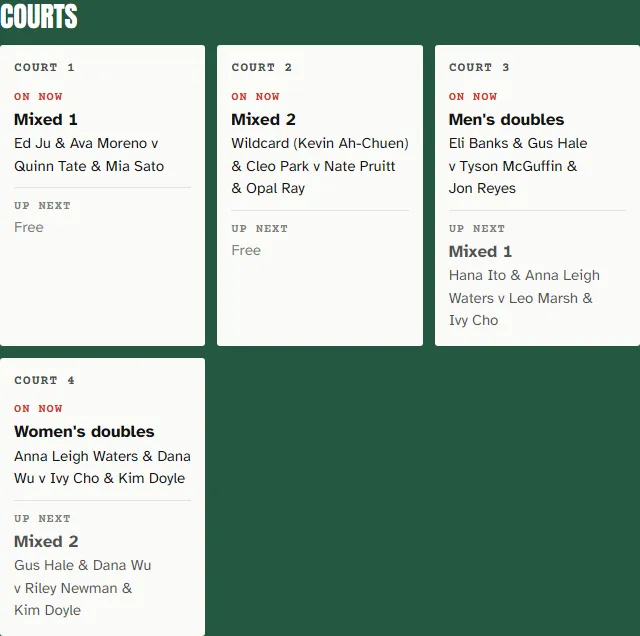 COURTS
COURT 1
ON NOW
Mixed 1
Ed Ju & Ava Moreno v
Quinn Tate & Mia Sato
UP NEXT
Free
COURT 2
ON NOW
Mixed 2
Wildcard (Kevin Ah-Chuen)
& Cleo Park v Nate Pruitt
& Opal Ray
UP NEXT
Free
COURT 3
ON NOW
Men's doubles
Eli Banks & Gus Hale
v Tyson McGuffin &
Jon Reyes
UP NEXT
Mixed 1
Hana Ito & Anna Leigh
Waters v Leo Marsh &
Ivy Cho
COURT 4
ON NOW
Women's doubles
Anna Leigh Waters & Dana
Wu v Ivy Cho & Kim Doyle
UP NEXT
Mixed 2
Gus Hale & Dana Wu
v Riley Newman &
Kim Doyle